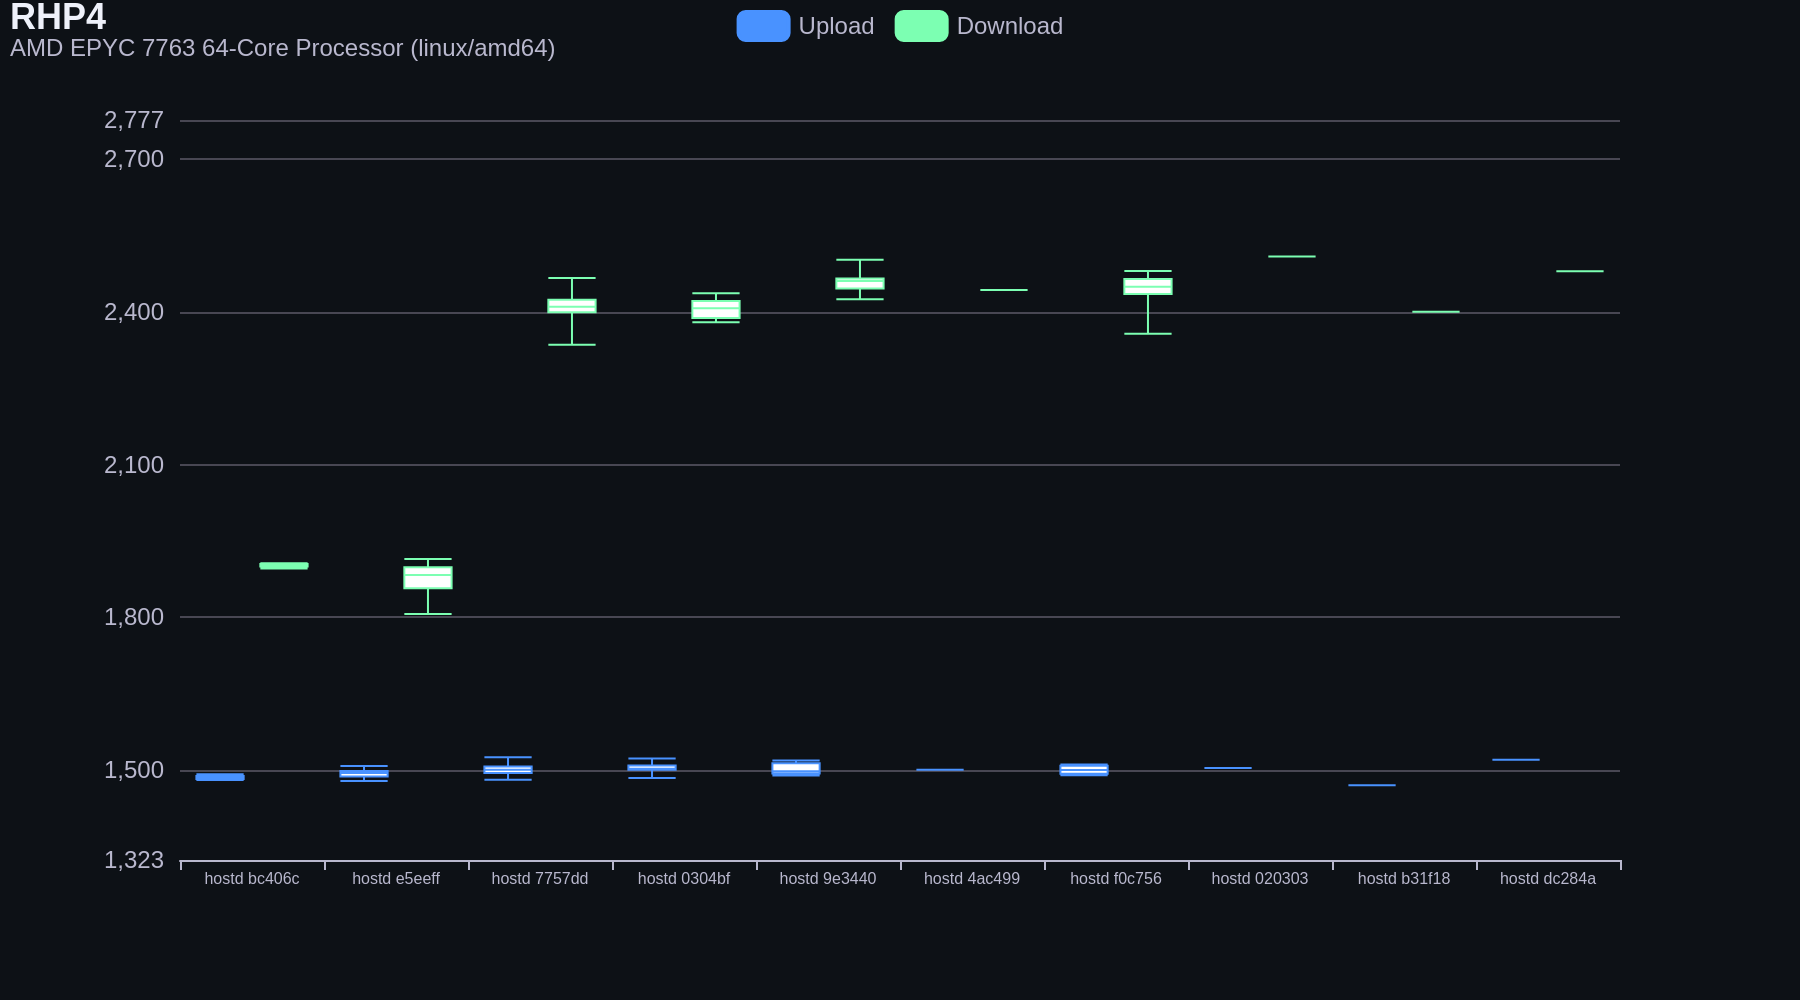 RHP4
AMD EPYC 7763 64-Core Processor (linux/amd64)
Upload
Download
2,777
2,700
2,400
2,100
1,800
1,500
1,323
hostd bc406c
hostd e5eeff
hostd 7757dd
hostd 0304bf
hostd 9e3440
hostd 4ac499
hostd f0c756
hostd 020303
hostd b31f18
hostd dc284a